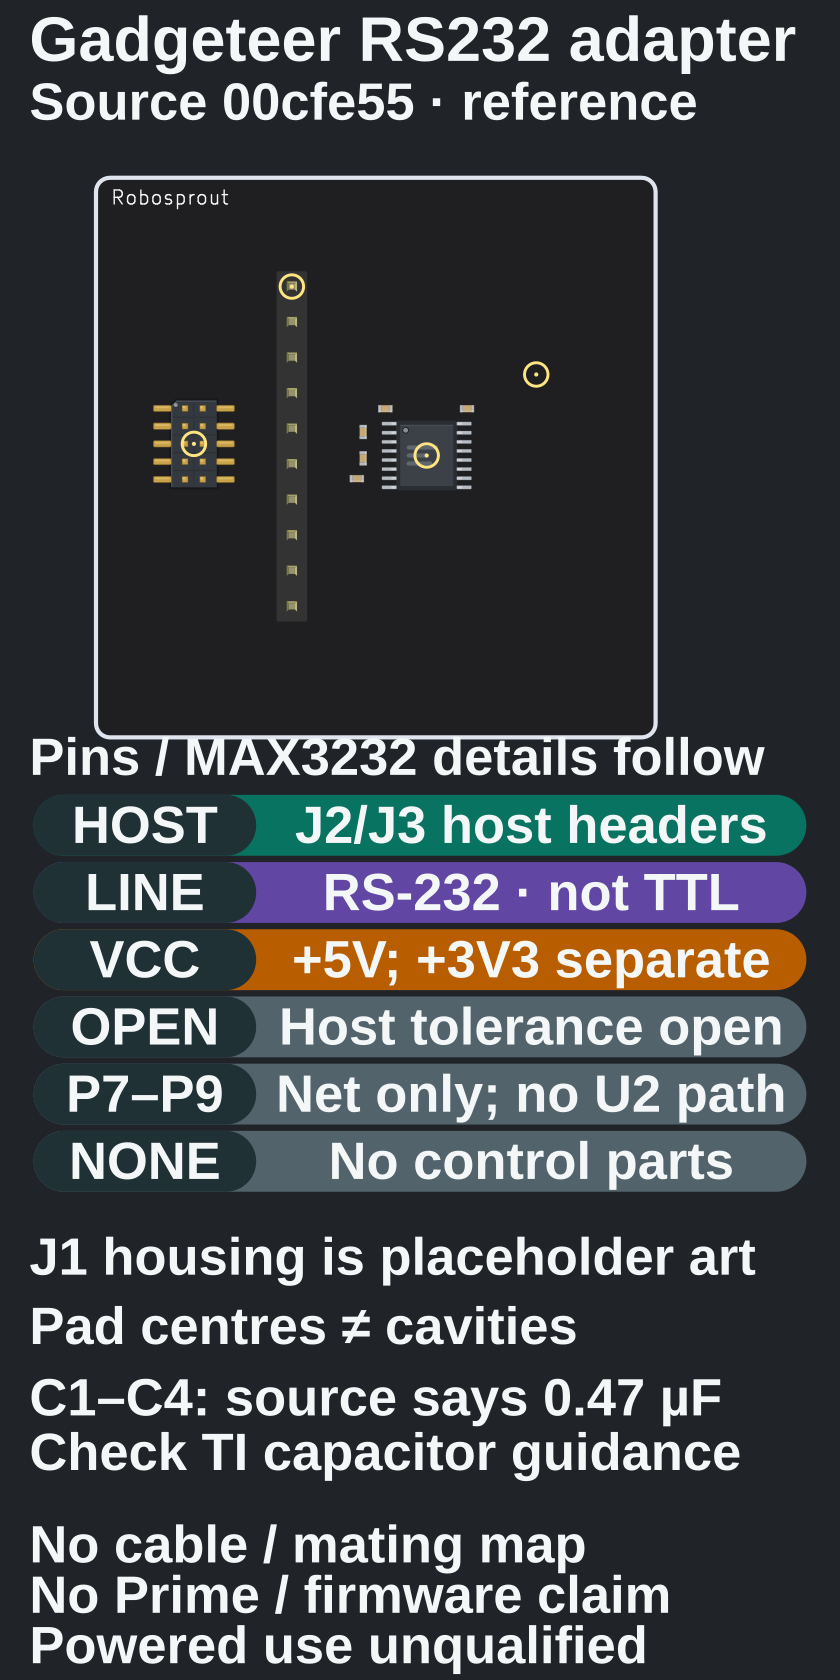 Gadgeteer RS232 adapter
Source 00cfe55 · reference
Robosprout
Pins / MAX3232 details follow
HOST J2/J3 host headers
LINE RS-232 · not TTL
VCC +5V; +3V3 separate
OPEN Host tolerance open
P7–P9 Net only; no U2 path
NONE No control parts
J1 housing is placeholder art
Pad centres ≠ cavities
C1–C4: source says 0.47 µF
Check TI capacitor guidance
No cable / mating map
No Prime / firmware claim
Powered use unqualified